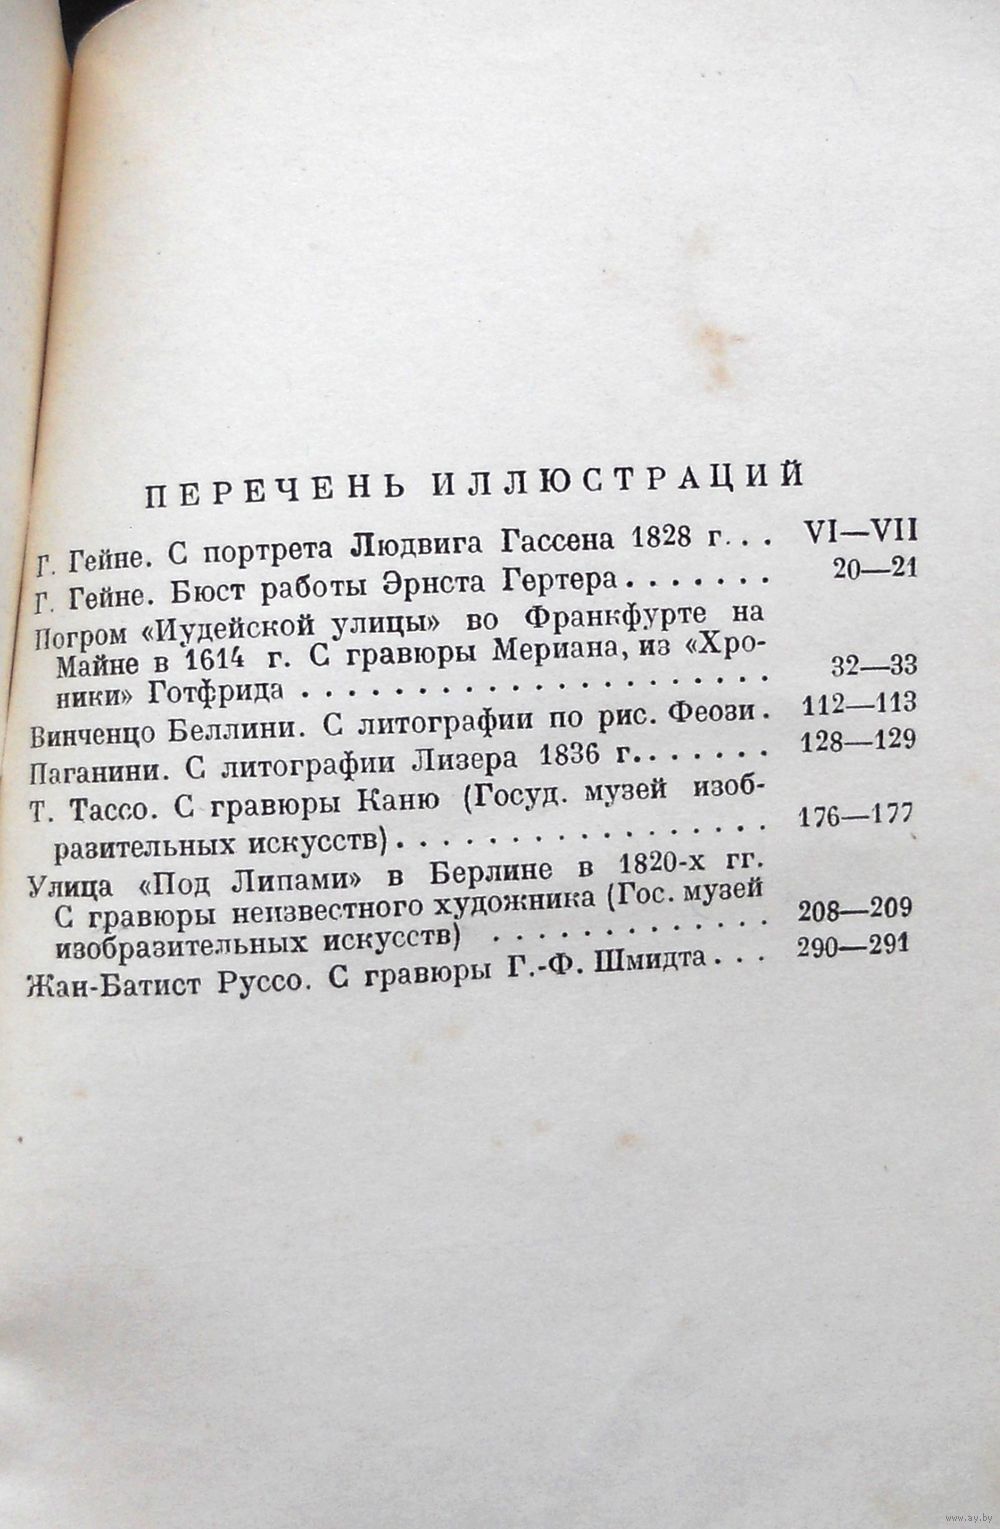 ПЕРЕЧЕНЬ ИЛЛЮСТРАЦИЙ
Г. Гейне. С портрета Людвига Гассена 1828 г. . . VI—VII
Г. Гейне. Бюст работы Эрнста Гертера . . . . . . . 20—21
Погром «Иудейской улицы» во Франкфурте на
Майне в 1614 г. С гравюры Мериана, из «Хро-
ники» Готфрида . . . . . . . . . . . . . . . . . . . . . 32—33
Винченцо Беллини. С литографии по рис. Феози . 112—113
Паганини. С литографии Лизера 1836 г. . . . . . . 128—129
Т. Тассо. С гравюры Каню (Госуд. музей изоб-
разительных искусств) . . . . . . . . . . . . . . . . . 176—177
Улица «Под Липами» в Берлине в 1820-х гг.
С гравюры неизвестного художника (Гос. музей
изобразительных искусств) . . . . . . . . . . . . . 208—209
Жан-Батист Руссо. С гравюры Г.-Ф. Шмидта . . . 290—291
www.ay.by